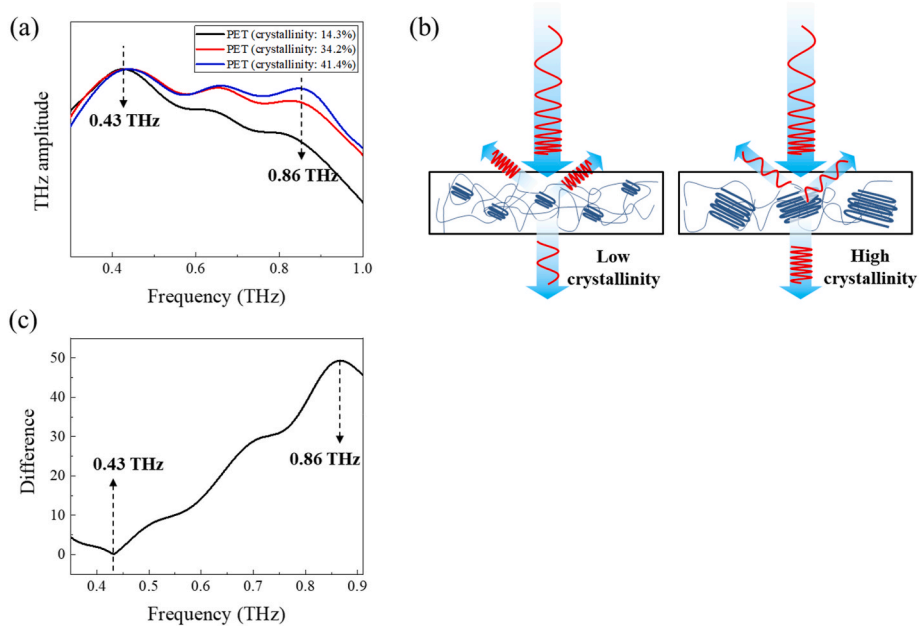 (a)
PET (crystallinity: 14.3%)
PET (crystallinity: 34.2%)
PET (crystallinity: 41.4%)
0.43 THz
0.86 THz
THz amplitude
0.4
0.6
0.8
1.0
Frequency (THz)
(b)
Low
crystallinity
High
crystallinity
(c)
50
40
30
20
10
0
Difference
0.43 THz
0.86 THz
0.4
0.5
0.6
0.7
0.8
0.9
Frequency (THz)